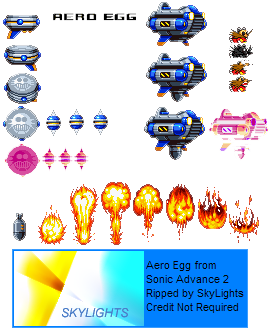 AERO EGG
SKYLIGHTS
Aero Egg from
Sonic Advance 2
Ripped by SkyLights
Credit Not Required